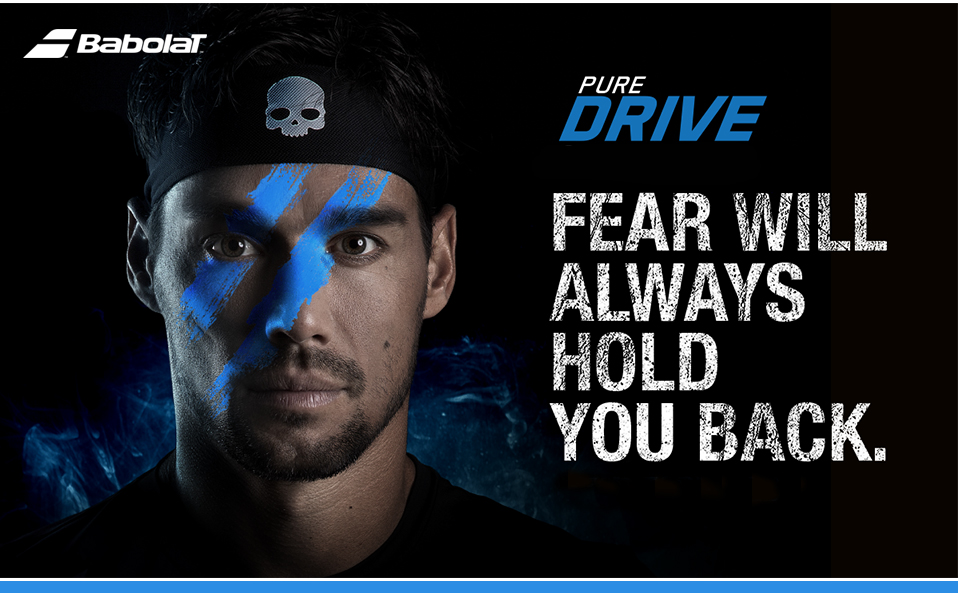 BabolaT
PURE
DRIVE
FEAR WILL
ALWAYS
HOLD
YOU BACK.